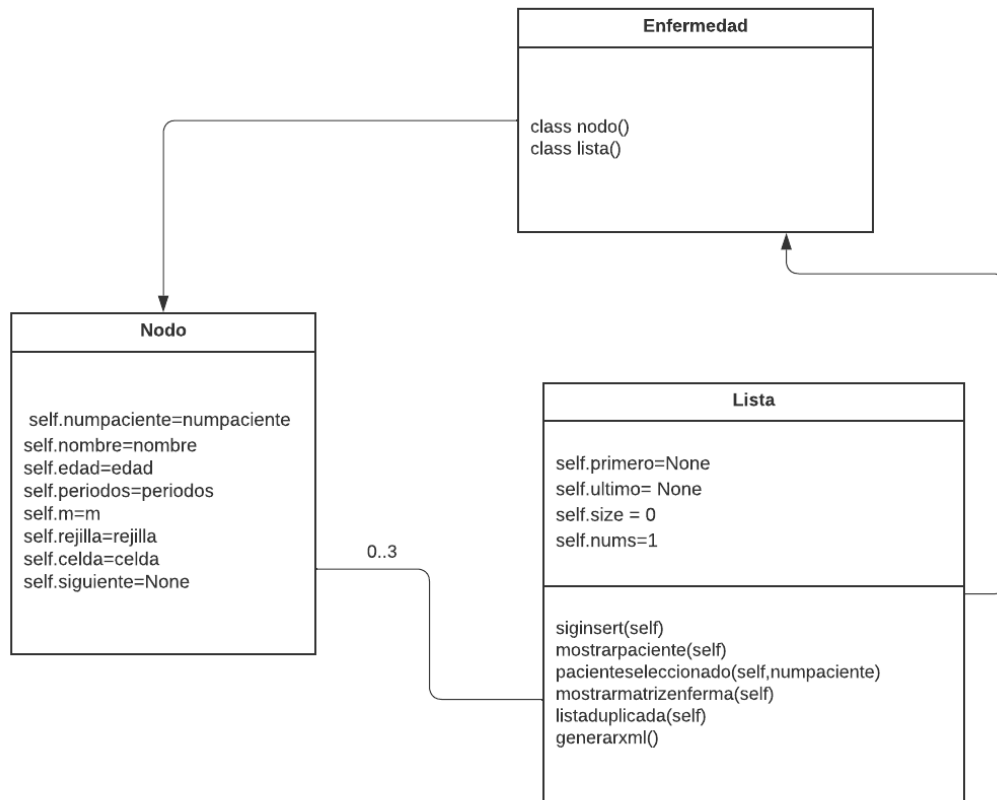 Enfermedad
class nodo()
class lista()
Nodo
self.numpaciente=numpaciente
self.nombre=nombre
self.edad=edad
self.periodos=periodos
self.m=m
self.rejilla=rejilla
self.celda=celda
self.siguiente=None
0..3
Lista
self.primero=None
self.ultimo= None
self.size = 0
self.nums=1
siginsert(self)
mostrarpaciente(self)
pacienteseleccionado(self,numpaciente)
mostrarmatrizenferma(self)
listaduplicada(self)
generarxml()